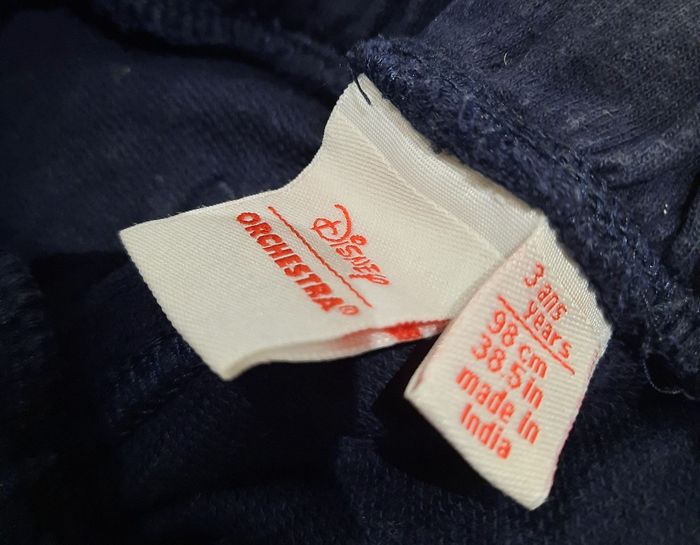 Disney
ORCHESTRA®
3 ans
years
98 cm
38.5 in
made in
India